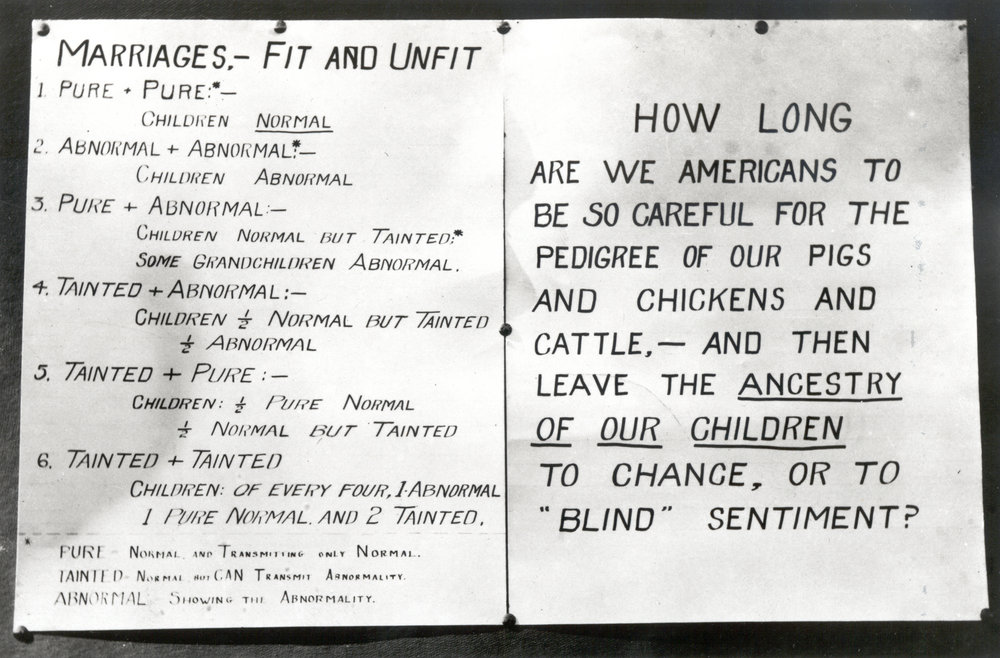 MARRIAGES,- FIT AND UNFIT
1. PURE + PURE:*-
CHILDREN NORMAL
2. ABNORMAL + ABNORMAL:*-
CHILDREN ABNORMAL
3. PURE + ABNORMAL:-
CHILDREN NORMAL BUT TAINTED:*
SOME GRANDCHILDREN ABNORMAL.
4. TAINTED + ABNORMAL:-
CHILDREN ½ NORMAL BUT TAINTED
½ ABNORMAL
5. TAINTED + PURE :-
CHILDREN: ½ PURE NORMAL
½ NORMAL BUT TAINTED
6. TAINTED + TAINTED
CHILDREN: OF EVERY FOUR, 1-ABNORMAL
1 PURE NORMAL. AND 2 TAINTED.
*
PURE - NORMAL AND TRANSMITTING ONLY NORMAL.
TAINTED- NORMAL BUT CAN TRANSMIT ABNORMALITY.
ABNORMAL SHOWING THE ABNORMALITY.
HOW LONG
ARE WE AMERICANS TO
BE SO CAREFUL FOR THE
PEDIGREE OF OUR PIGS
AND CHICKENS AND
CATTLE,- AND THEN
LEAVE THE ANCESTRY
OF OUR CHILDREN
TO CHANCE, OR TO
"BLIND" SENTIMENT?